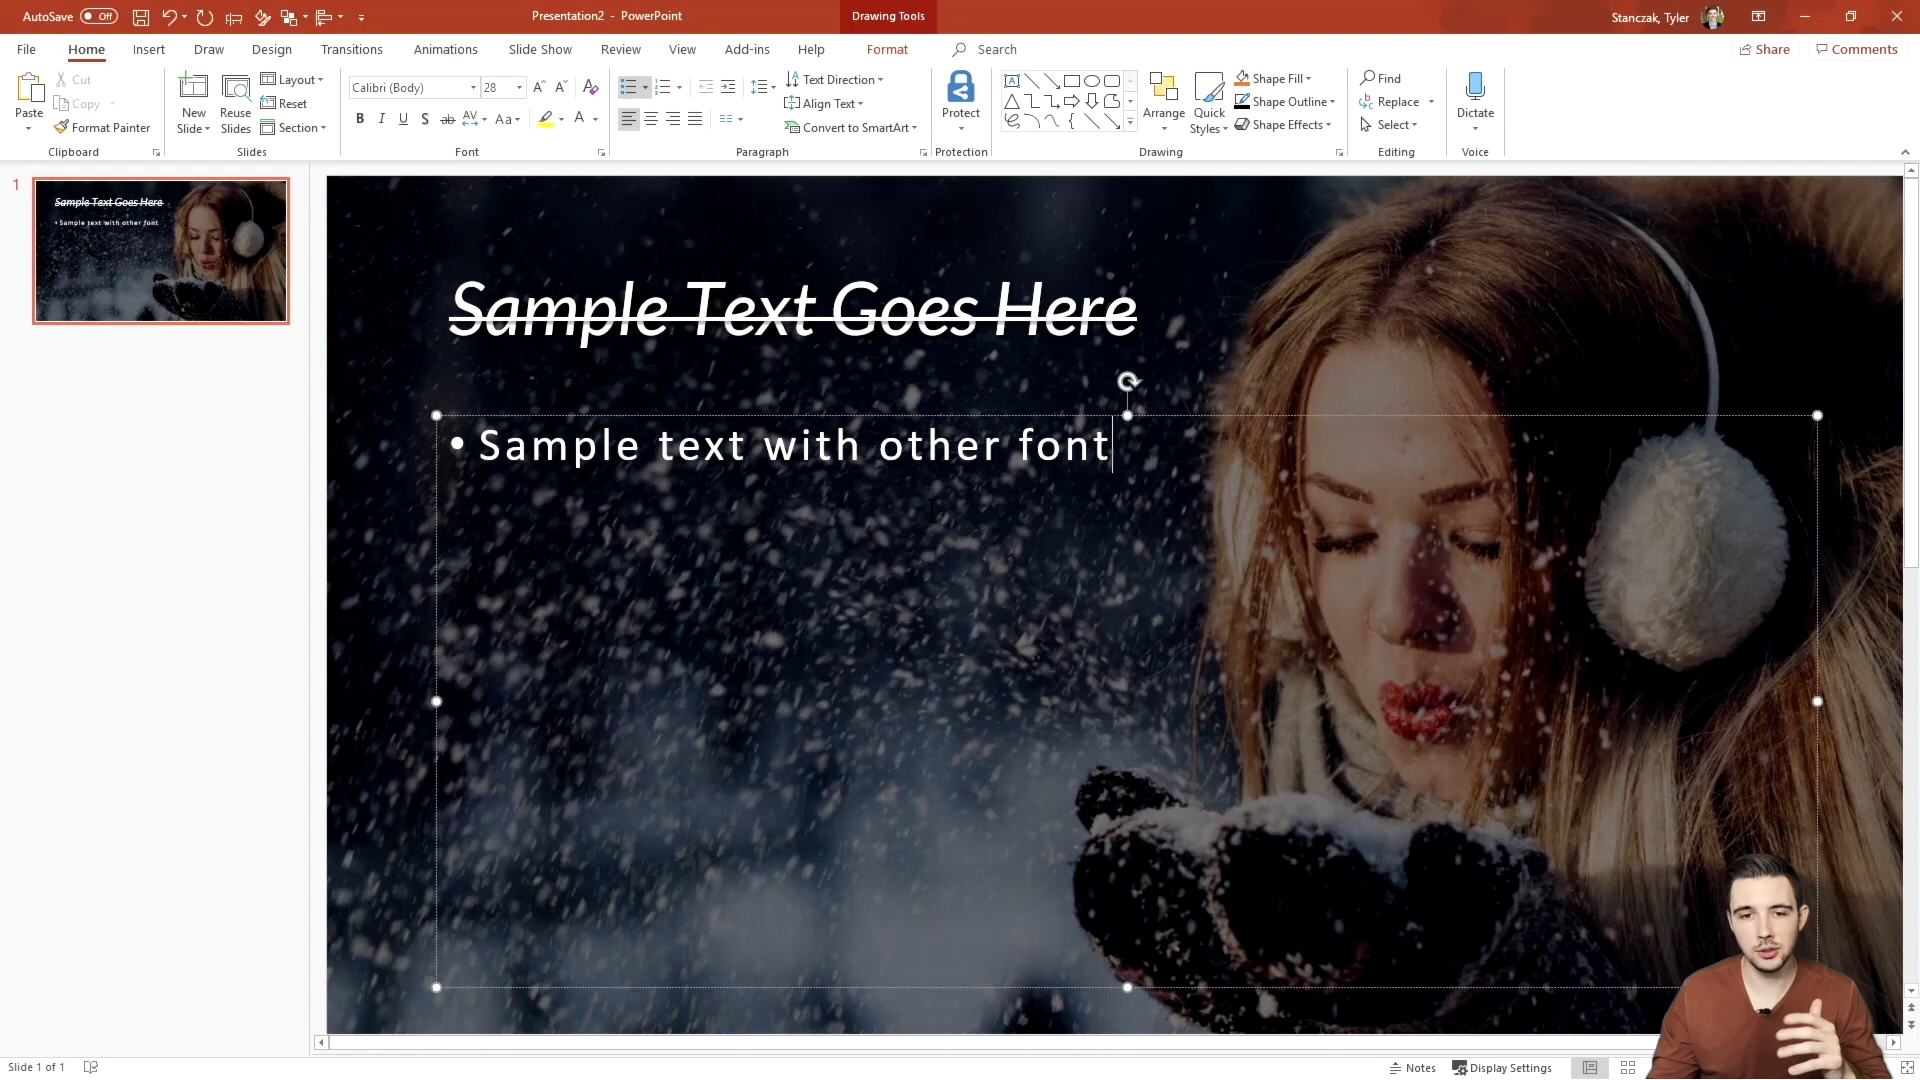 AutoSave Off
Presentation2 - PowerPoint
Drawing Tools
Stanczak, Tyler
File Home Insert Draw Design Transitions Animations Slide Show Review View Add-ins Help Format Search
Share Comments
Paste
Cut
Copy
Format Painter
Clipboard
New
Slide
Reuse
Slides
Layout
Reset
Section
Slides
Calibri (Body) 28
B I U S ab AV Aa A
Font
Text Direction
Align Text
Convert to SmartArt
Paragraph
Protect
Protection
Arrange
Quick
Styles
Shape Fill
Shape Outline
Shape Effects
Drawing
Find
Replace
Select
Editing
Dictate
Voice
1
Sample Text Goes Here
• Sample text with other font
Sample Text Goes Here
• Sample text with other font
Slide 1 of 1
Notes Display Settings